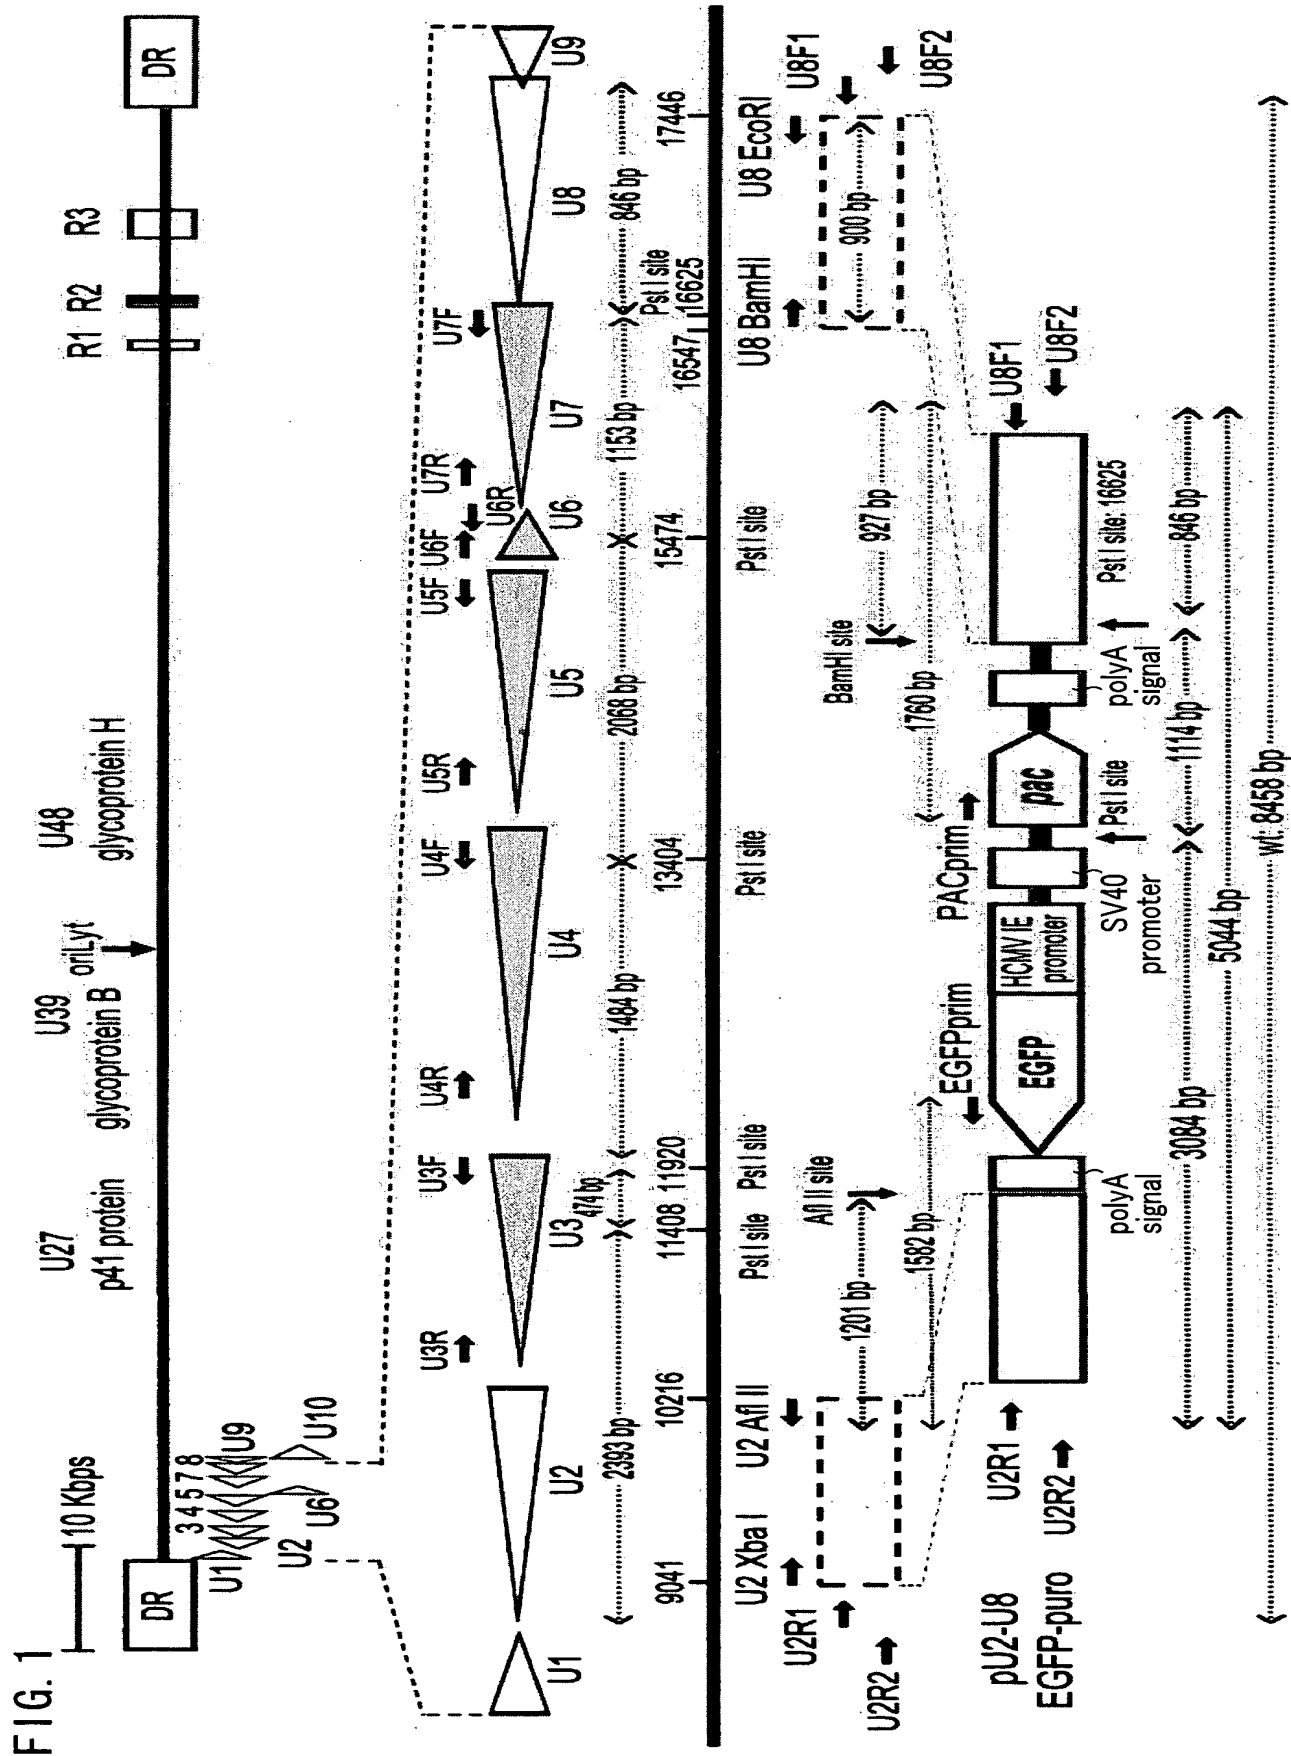 FIG. 1
10 Kbps
DR
DR
U27
p41 protein
U39
glycoprotein B
oriLyt
U48
glycoprotein H
R1
R2
R3
3 4 5 7 8
U1
U2
U6
U9
U10
U3R
U3F
U4R
U4F
U5R
U5F
U6F
U6R
U7R
U7F
U1
U2
U3
U4
U5
U6
U7
U8
U9
2393 bp
474 bp
1484 bp
2068 bp
1153 bp
846 bp
9041
10216
11408
11920
13404
15474
16547
16625
17446
Pst I site
Pst I site
Pst I site
Pst I site
Pst I site
U2 Xba I
U2 Afl II
U8 BamHI
U8 EcoRI
U2R1
U2R2
U8F1
U8F2
1201 bp
Afl II site
1582 bp
BamHI site
927 bp
1760 bp
900 bp
pU2-U8
EGFP-puro
U2R1
U2R2
EGFPprim
PACprim
U8F1
U8F2
EGFP
HCMV IE
promoter
pac
polyA
signal
SV40
promoter
Pst I site
polyA
signal
Pst I site: 16625
3084 bp
1114 bp
846 bp
5044 bp
wt: 8458 bp